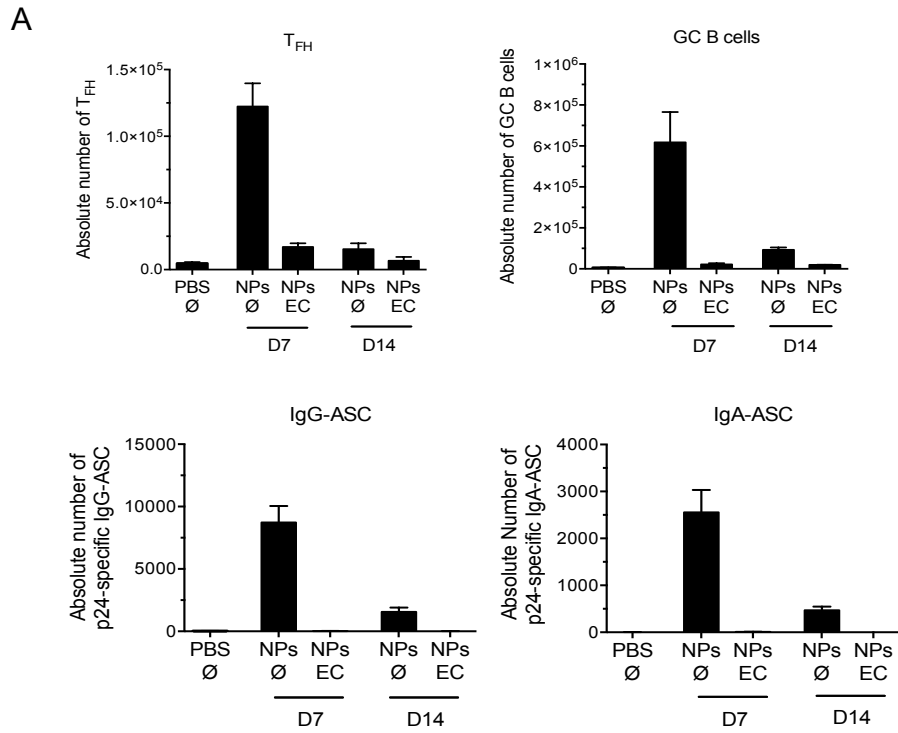 A
T_FH
Absolute number of T_FH
1.5×10⁵
1.0×10⁵
5.0×10⁴
0.0
PBS NPs NPs NPs NPs
Ø Ø EC Ø EC
D7 D14
GC B cells
Absolute number of GC B cells
1×10⁶
8×10⁵
6×10⁵
4×10⁵
2×10⁵
0
PBS NPs NPs NPs NPs
Ø Ø EC Ø EC
D7 D14
IgG-ASC
Absolute number of
p24-specific IgG-ASC
15000
10000
5000
0
PBS NPs NPs NPs NPs
Ø Ø EC Ø EC
D7 D14
IgA-ASC
Absolute Number of
p24-specific IgA-ASC
4000
3000
2000
1000
0
PBS NPs NPs NPs NPs
Ø Ø EC Ø EC
D7 D14